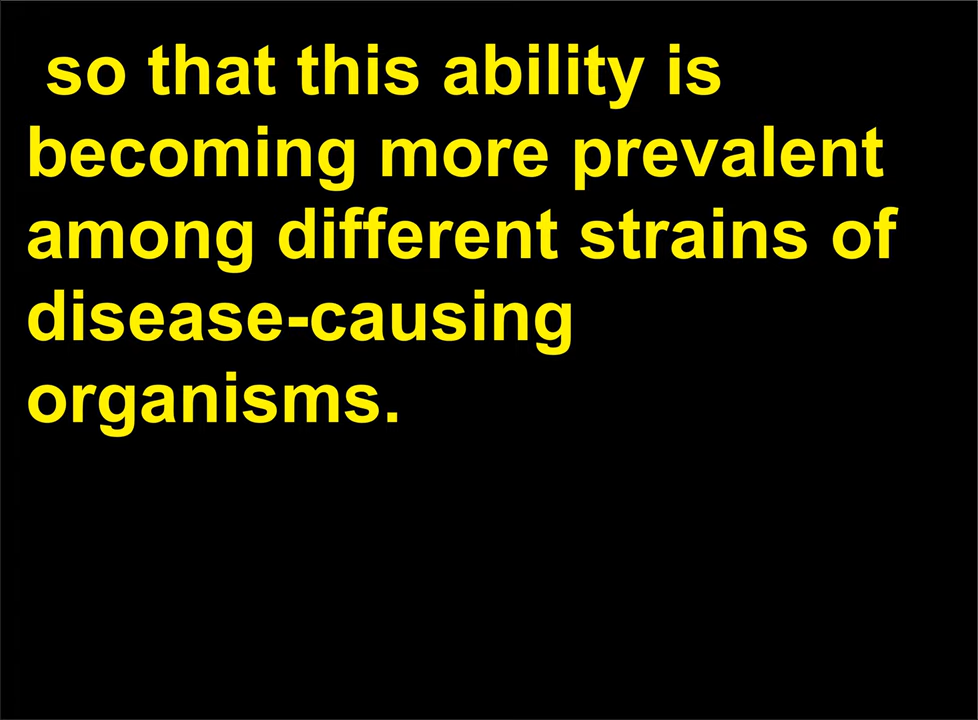 so that this ability is
becoming more prevalent
among different strains of
disease-causing
organisms.